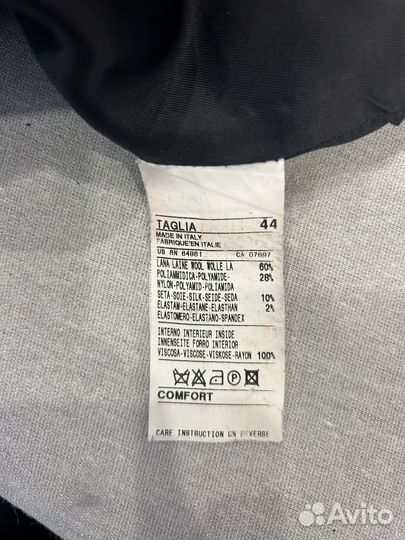 TAGLIA 44
MADE IN ITALY
FABRIQUE'EN ITALIE
US RN 64981 CA 07697
LANA LAINE WOOL WOLLE LA 60%
POLIAMMIDICA-POLYAMIDE- 28%
NYLON-POLYAMID-POLIAMIDA
SETA-SOIE-SILK-SEIDE-SEDA 10%
ELASTAM-ELASTANE-ELASTHAN 2%
ELASTOMERO-ELASTANO-SPANDEX
INTERNO INTERIEUR INSIDE
INNENSEITE FORRO INTERIOR
VISCOSA-VISCOSE-VISKOSE-RAYON 100%
COMFORT
CARE INSTRUCTION ON REVERSE
Avito